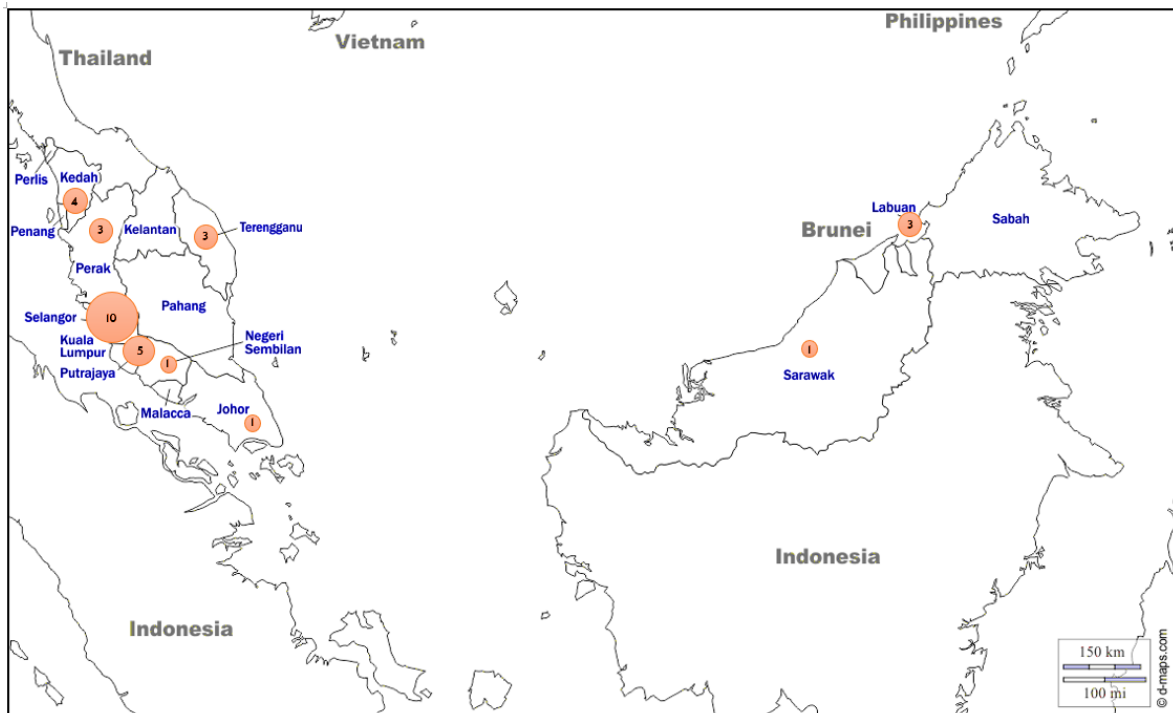 Philippines
Vietnam
Thailand
Perlis
Kedah
4
Penang
3
Kelantan
3
Terengganu
Perak
Labuan
3
Brunei
Sabah
Pahang
Selangor
10
Kuala
Lumpur
5
Putrajaya
Negeri
Sembilan
1
Malacca
Johor
1
1
Sarawak
Indonesia
Indonesia
150 km
100 mi
© d-maps.com